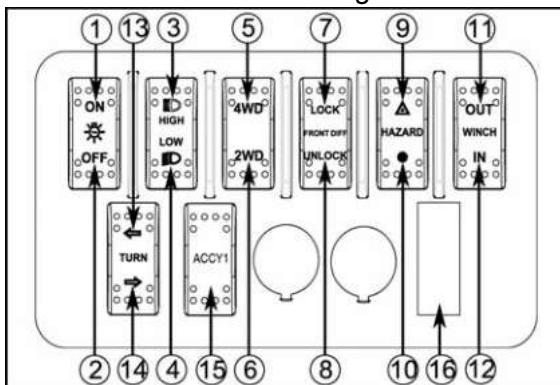 1 13 3 5 7 9 11
ON HIGH 4WD LOCK HAZARD OUT
OFF LOW 2WD FRONT DIFF WINCH
UNLOCK IN
TURN ACCY1
2 14 4 15 6 8 10 16 12